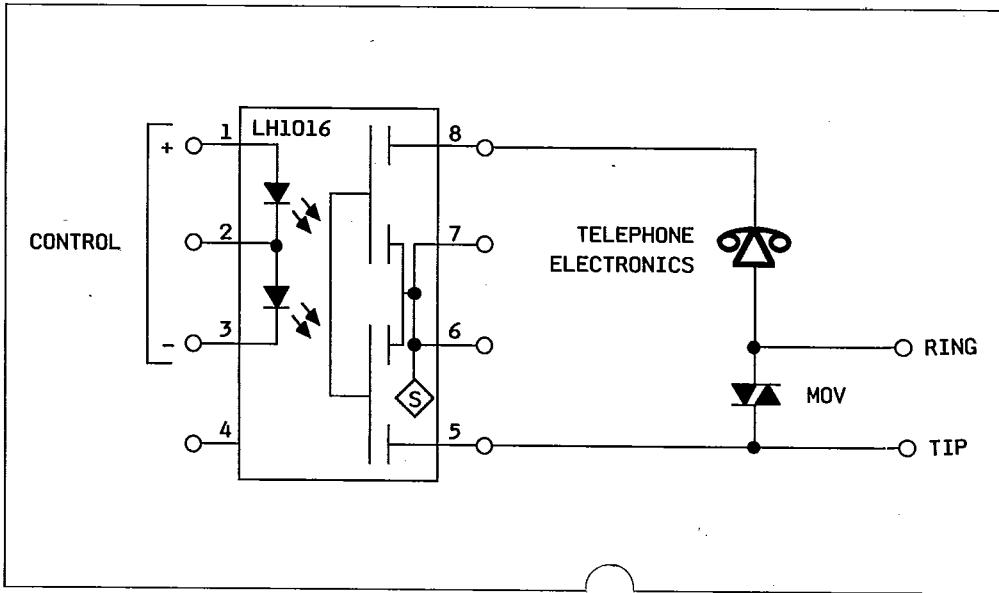 LH1016
1
8
+
CONTROL
2
7
TELEPHONE
ELECTRONICS
3
6
-
RING
S
MOV
4
5
TIP